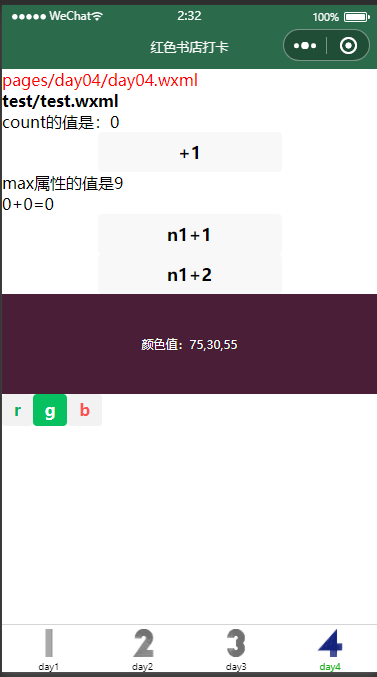 WeChat 2:32 100%
红色书店打卡
pages/day04/day04.wxml
test/test.wxml
count的值是：0
+1
max属性的值是9
0+0=0
n1+1
n1+2
颜色值：75,30,55
r g b
1 2 3 4
day1 day2 day3 day4